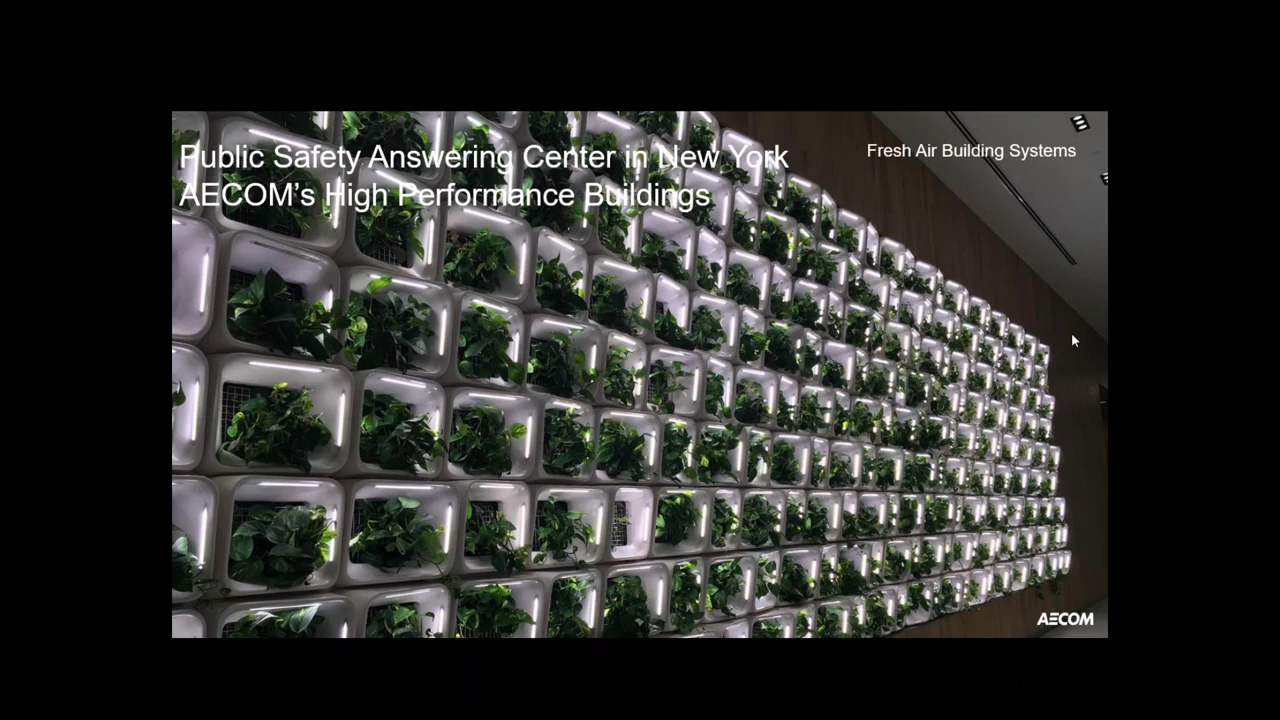 Public Safety Answering Center in New York
AECOM’s High Performance Buildings
Fresh Air Building Systems
AECOM